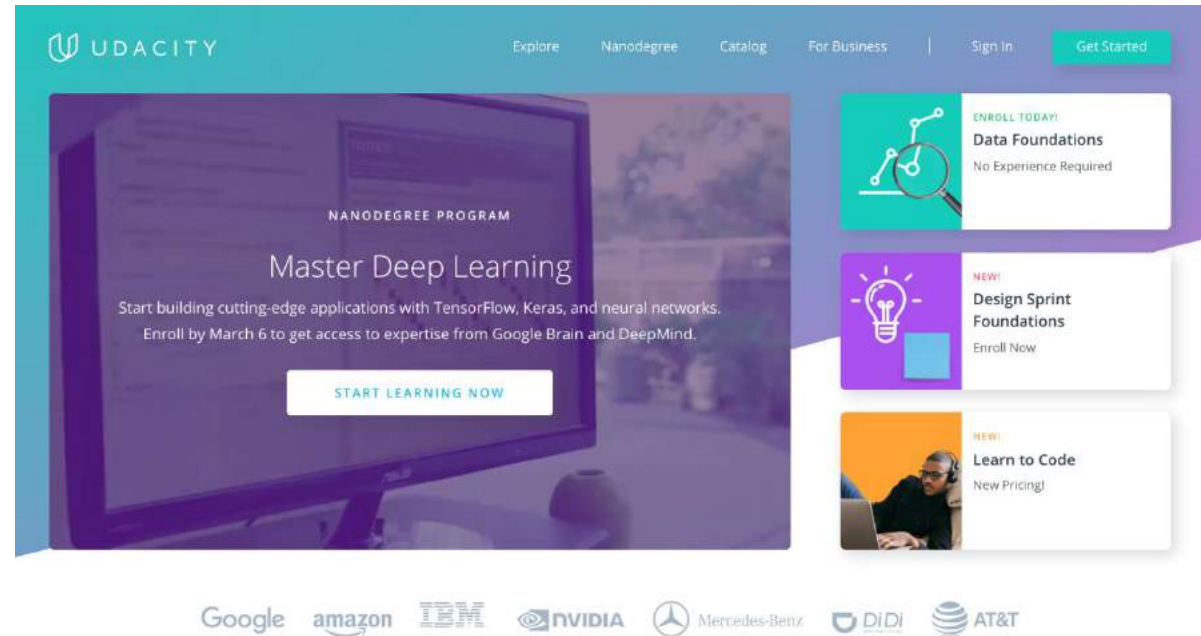 UDACITY
Explore Nanodegree Catalog For Business Sign In Get Started
NANODEGREE PROGRAM
Master Deep Learning
Start building cutting-edge applications with TensorFlow, Keras, and neural networks.
Enroll by March 6 to get access to expertise from Google Brain and DeepMind.
START LEARNING NOW
ENROLL TODAY!
Data Foundations
No Experience Required
NEW!
Design Sprint
Foundations
Enroll Now
NEW!
Learn to Code
New Pricing!
Google amazon IBM NVIDIA Mercedes-Benz DiDi AT&T